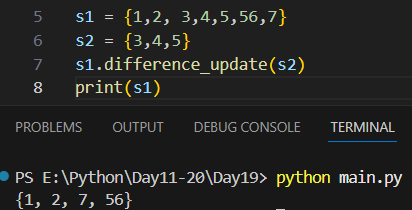 5 s1 = {1,2, 3,4,5,56,7}
6 s2 = {3,4,5}
7 s1.difference_update(s2)
8 print(s1)
PROBLEMS OUTPUT DEBUG CONSOLE TERMINAL
PS E:\Python\Day11-20\Day19> python main.py
{1, 2, 7, 56}